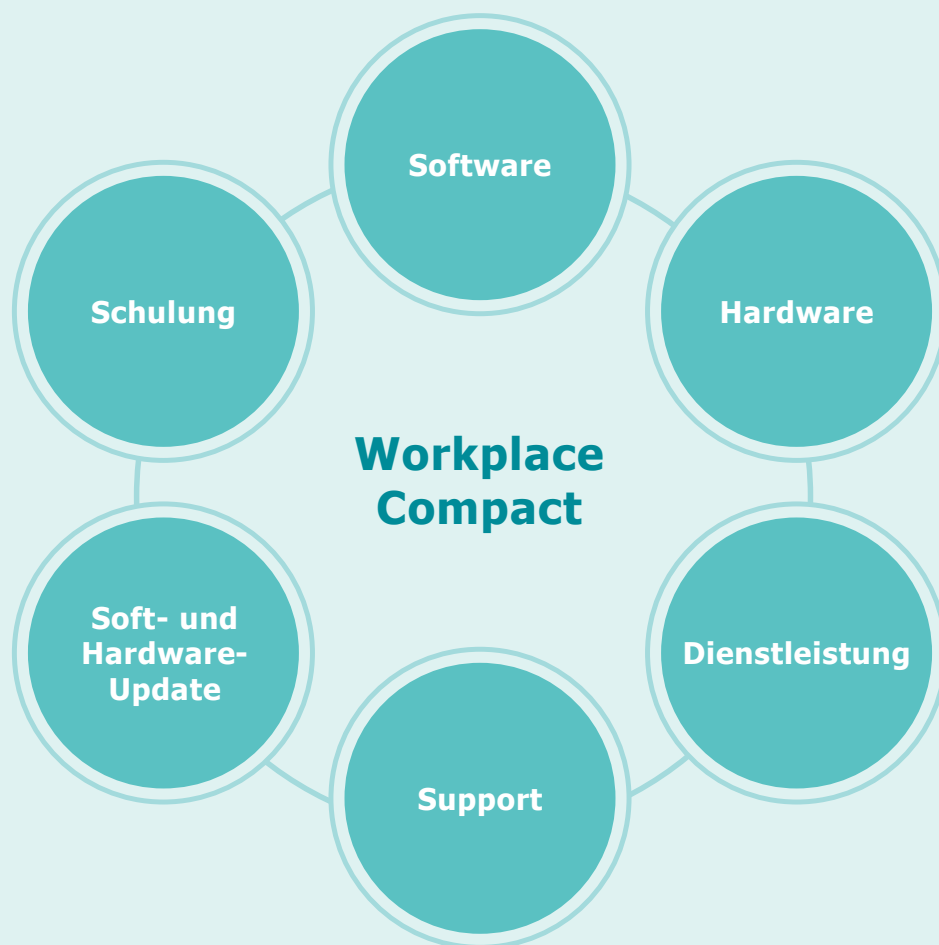 Software
Schulung
Hardware
Workplace
Compact
Soft- und
Hardware-
Update
Dienstleistung
Support